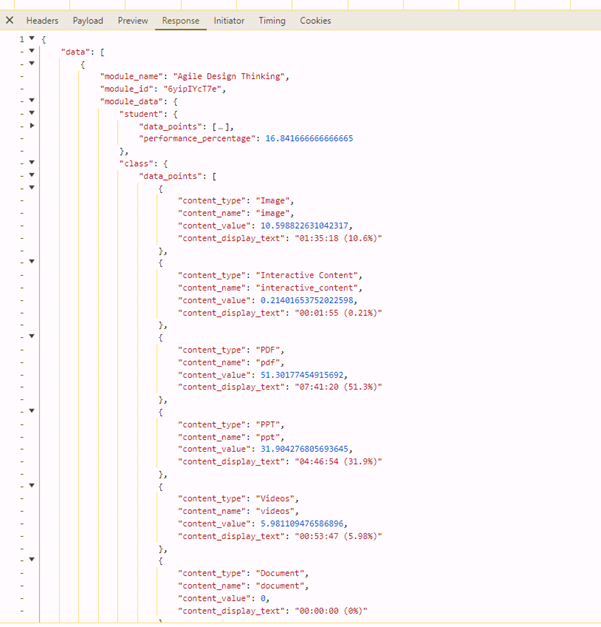 Headers Payload Preview Response Initiator Timing Cookies
1 {
- "data": [
- {
- "module_name": "Agile Design Thinking",
- "module_id": "6yipIYcT7e",
- "module_data": {
- "student": {
- "data_points": […],
- "performance_percentage": 16.841666666666665
- },
- "class": {
- "data_points": [
- {
- "content_type": "Image",
- "content_name": "image",
- "content_value": 10.598822631042317,
- "content_display_text": "01:35:18 (10.6%)"
- },
- {
- "content_type": "Interactive Content",
- "content_name": "interactive_content",
- "content_value": 0.21401653752022598,
- "content_display_text": "00:01:55 (0.21%)"
- },
- {
- "content_type": "PDF",
- "content_name": "pdf",
- "content_value": 51.30177454915692,
- "content_display_text": "07:41:20 (51.3%)"
- },
- {
- "content_type": "PPT",
- "content_name": "ppt",
- "content_value": 31.904276805693645,
- "content_display_text": "04:46:54 (31.9%)"
- },
- {
- "content_type": "Videos",
- "content_name": "videos",
- "content_value": 5.981109476586896,
- "content_display_text": "00:53:47 (5.98%)"
- },
- {
- "content_type": "Document",
- "content_name": "document",
- "content_value": 0,
- "content_display_text": "00:00:00 (0%)"